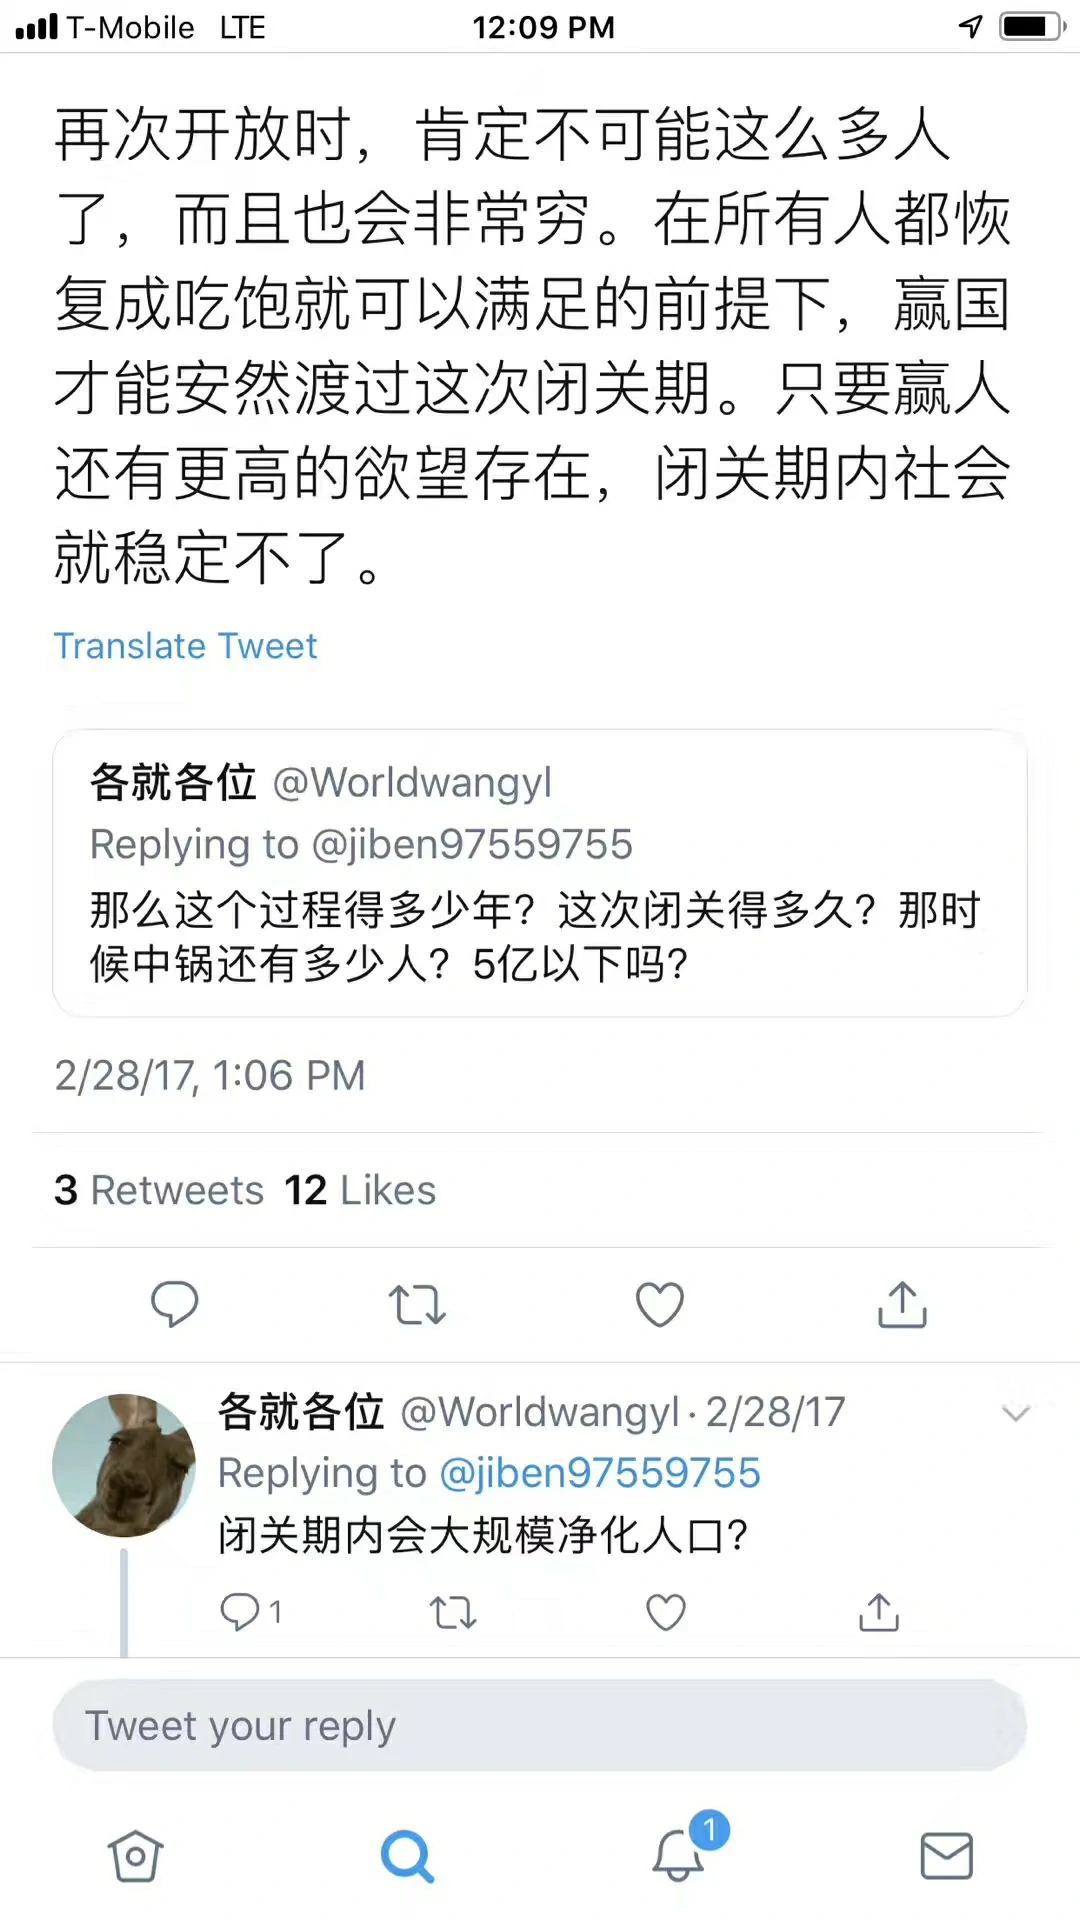 T-Mobile LTE 12:09 PM
再次开放时，肯定不可能这么多人
了，而且也会非常穷。在所有人都恢
复成吃饱就可以满足的前提下，赢国
才能安然渡过这次闭关期。只要赢人
还有更高的欲望存在，闭关期内社会
就稳定不了。
Translate Tweet
各就各位 @Worldwangyl
Replying to @jiben97559755
那么这个过程得多少年？这次闭关得多久？那时
候中锅还有多少人？5亿以下吗？
2/28/17, 1:06 PM
3 Retweets 12 Likes
各就各位 @Worldwangyl · 2/28/17
Replying to @jiben97559755
闭关期内会大规模净化人口？
1
Tweet your reply
1